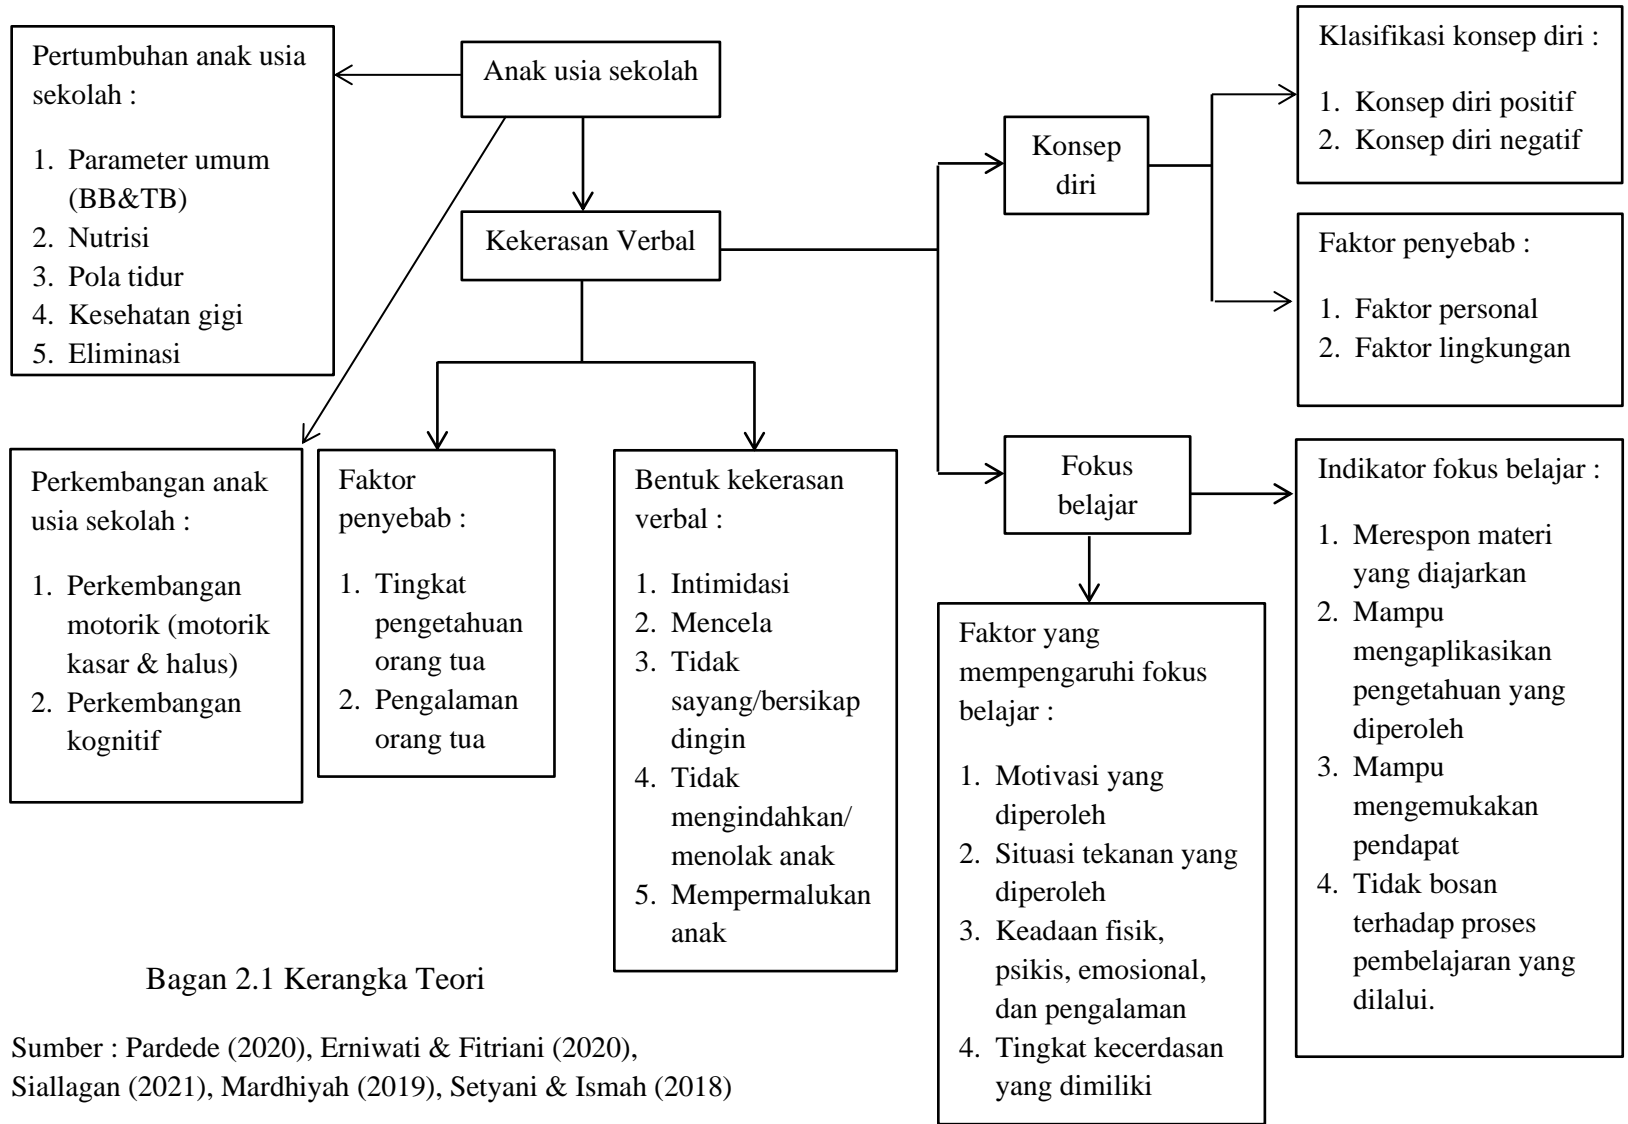 Pertumbuhan anak usia
sekolah :
1. Parameter umum
(BB&TB)
2. Nutrisi
3. Pola tidur
4. Kesehatan gigi
5. Eliminasi
Anak usia sekolah
Kekerasan Verbal
Konsep
diri
Klasifikasi konsep diri :
1. Konsep diri positif
2. Konsep diri negatif
Faktor penyebab :
1. Faktor personal
2. Faktor lingkungan
Perkembangan anak
usia sekolah :
1. Perkembangan
motorik (motorik
kasar & halus)
2. Perkembangan
kognitif
Faktor
penyebab :
1. Tingkat
pengetahuan
orang tua
2. Pengalaman
orang tua
Bentuk kekerasan
verbal :
1. Intimidasi
2. Mencela
3. Tidak
sayang/bersikap
dingin
4. Tidak
mengindahkan/
menolak anak
5. Mempermalukan
anak
Fokus
belajar
Faktor yang
mempengaruhi fokus
belajar :
1. Motivasi yang
diperoleh
2. Situasi tekanan yang
diperoleh
3. Keadaan fisik,
psikis, emosional,
dan pengalaman
4. Tingkat kecerdasan
yang dimiliki
Indikator fokus belajar :
1. Merespon materi
yang diajarkan
2. Mampu
mengaplikasikan
pengetahuan yang
diperoleh
3. Mampu
mengemukakan
pendapat
4. Tidak bosan
terhadap proses
pembelajaran yang
dilalui.
Bagan 2.1 Kerangka Teori
Sumber : Pardede (2020), Erniwati & Fitriani (2020),
Siallagan (2021), Mardhiyah (2019), Setyani & Ismah (2018)